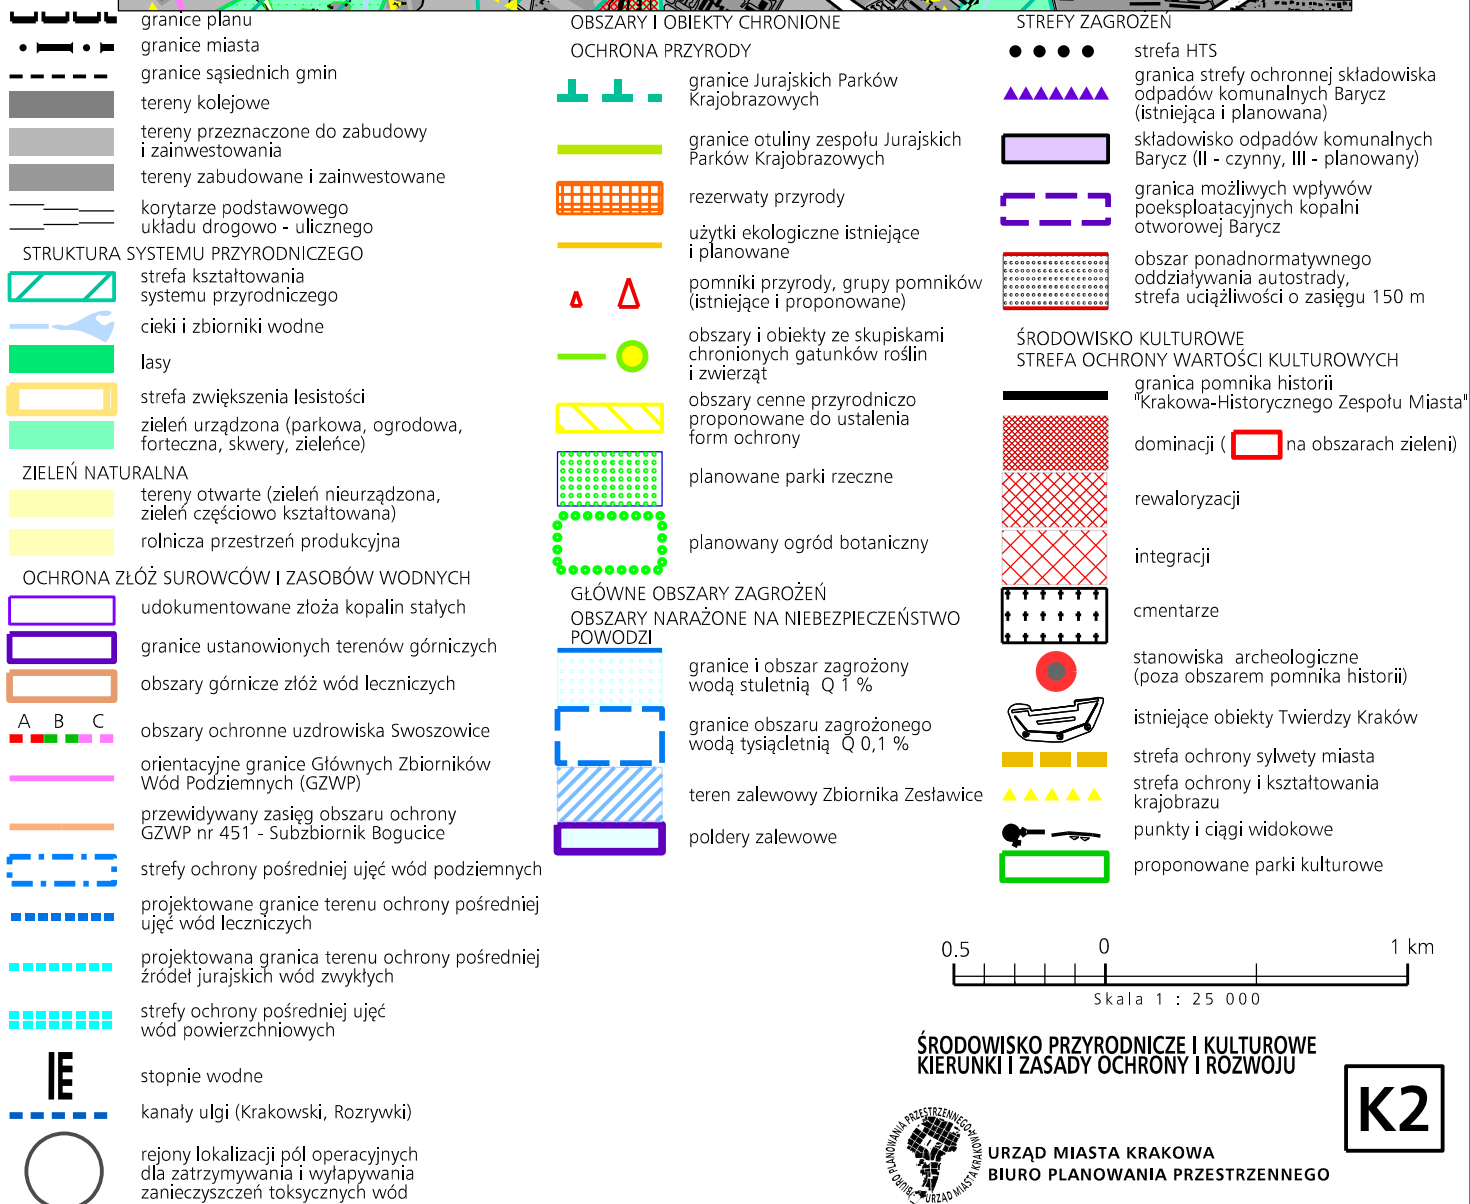 granice planu
granice miasta
granice sąsiednich gmin
tereny kolejowe
tereny przeznaczone do zabudowy
i zainwestowania
tereny zabudowane i zainwestowane
korytarze podstawowego
układu drogowo - ulicznego
STRUKTURA SYSTEMU PRZYRODNICZEGO
strefa kształtowania
systemu przyrodniczego
cieki i zbiorniki wodne
lasy
strefa zwiększenia lesistości
zieleń urządzona (parkowa, ogrodowa,
forteczna, skwery, zieleńce)
ZIELEŃ NATURALNA
tereny otwarte (zieleń nieurządzona,
zieleń częściowo kształtowana)
rolnicza przestrzeń produkcyjna
OCHRONA ZŁÓŻ SUROWCÓW I ZASOBÓW WODNYCH
udokumentowane złoża kopalin stałych
granice ustanowionych terenów górniczych
obszary górnicze złóż wód leczniczych
A B C
obszary ochronne uzdrowiska Swoszowice
orientacyjne granice Głównych Zbiorników
Wód Podziemnych (GZWP)
przewidywany zasięg obszaru ochrony
GZWP nr 451 - Subzbiornik Bogucice
strefy ochrony pośredniej ujęć wód podziemnych
projektowane granice terenu ochrony pośredniej
ujęć wód leczniczych
projektowana granica terenu ochrony pośredniej
źródeł jurajskich wód zwykłych
strefy ochrony pośredniej ujęć
wód powierzchniowych
stopnie wodne
kanały ulgi (Krakowski, Rozrywki)
rejony lokalizacji pól operacyjnych
dla zatrzymywania i wyłapywania
zanieczyszczeń toksycznych wód
OBSZARY I OBIEKTY CHRONIONE
OCHRONA PRZYRODY
granice Jurajskich Parków
Krajobrazowych
granice otuliny zespołu Jurajskich
Parków Krajobrazowych
rezerwaty przyrody
użytki ekologiczne istniejące
i planowane
pomniki przyrody, grupy pomników
(istniejące i proponowane)
obszary i obiekty ze skupiskami
chronionych gatunków roślin
i zwierząt
obszary cenne przyrodniczo
proponowane do ustalenia
form ochrony
planowane parki rzeczne
planowany ogród botaniczny
GŁÓWNE OBSZARY ZAGROŻEŃ
OBSZARY NARAŻONE NA NIEBEZPIECZEŃSTWO
POWODZI
granice i obszar zagrożony
wodą stuletnią Q 1 %
granice obszaru zagrożonego
wodą tysiącletnią Q 0,1 %
teren zalewowy Zbiornika Zesławice
poldery zalewowe
STREFY ZAGROŻEŃ
strefa HTS
granica strefy ochronnej składowiska
odpadów komunalnych Barycz
(istniejąca i planowana)
składowisko odpadów komunalnych
Barycz (II - czynny, III - planowany)
granica możliwych wpływów
poeksploatacyjnych kopalni
otworowej Barycz
obszar ponadnormatywnego
oddziaływania autostrady,
strefa uciążliwości o zasięgu 150 m
ŚRODOWISKO KULTUROWE
STREFA OCHRONY WARTOŚCI KULTUROWYCH
granica pomnika historii
"Krakowa-Historycznego Zespołu Miasta"
dominacji ( na obszarach zieleni)
rewaloryzacji
integracji
cmentarze
stanowiska archeologiczne
(poza obszarem pomnika historii)
istniejące obiekty Twierdzy Kraków
strefa ochrony sylwety miasta
strefa ochrony i kształtowania
krajobrazu
punkty i ciągi widokowe
proponowane parki kulturowe
0.5 0 1 km
Skala 1 : 25 000
ŚRODOWISKO PRZYRODNICZE I KULTUROWE
KIERUNKI I ZASADY OCHRONY I ROZWOJU
K2
BIURO PLANOWANIA PRZESTRZENNEGO
URZĄD MIASTA KRAKOWA
URZĄD MIASTA KRAKOWA
BIURO PLANOWANIA PRZESTRZENNEGO